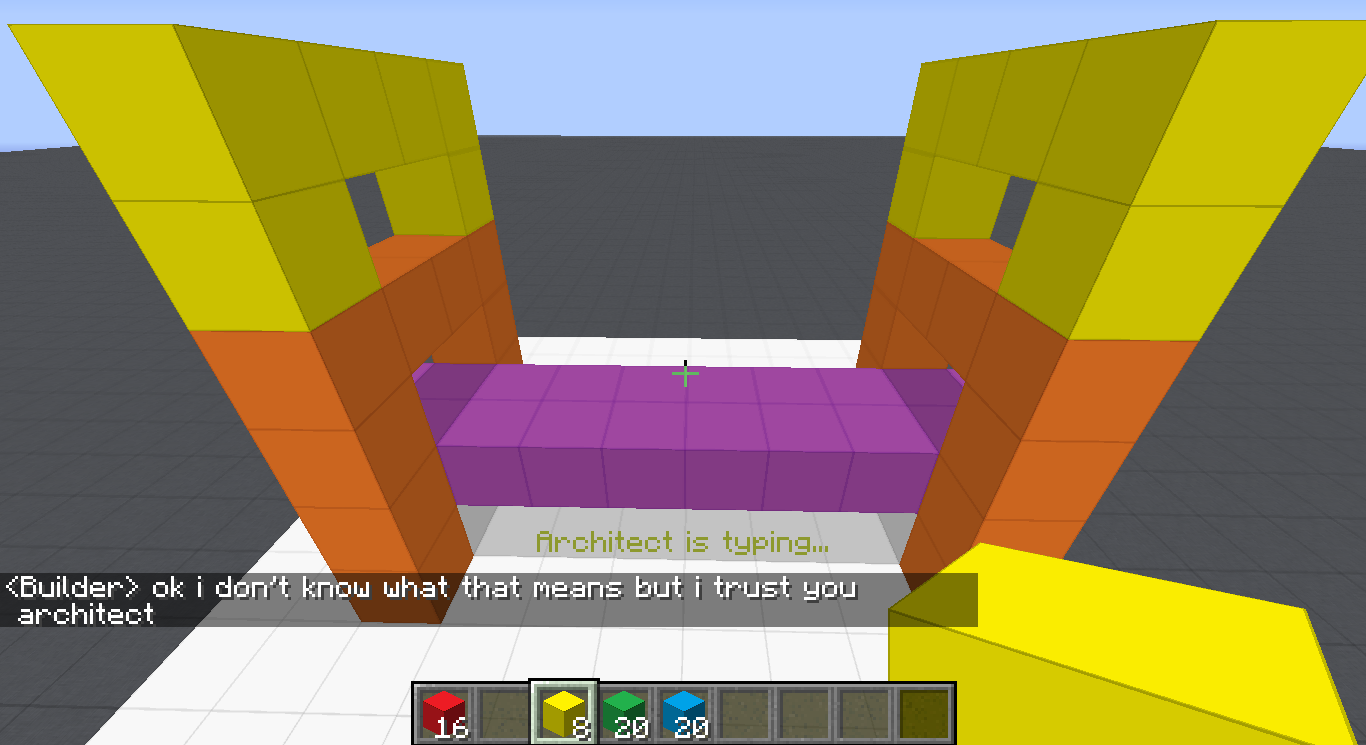 Architect is typing...
<Builder> ok i don't know what that means but i trust you
architect
16
8
20
20